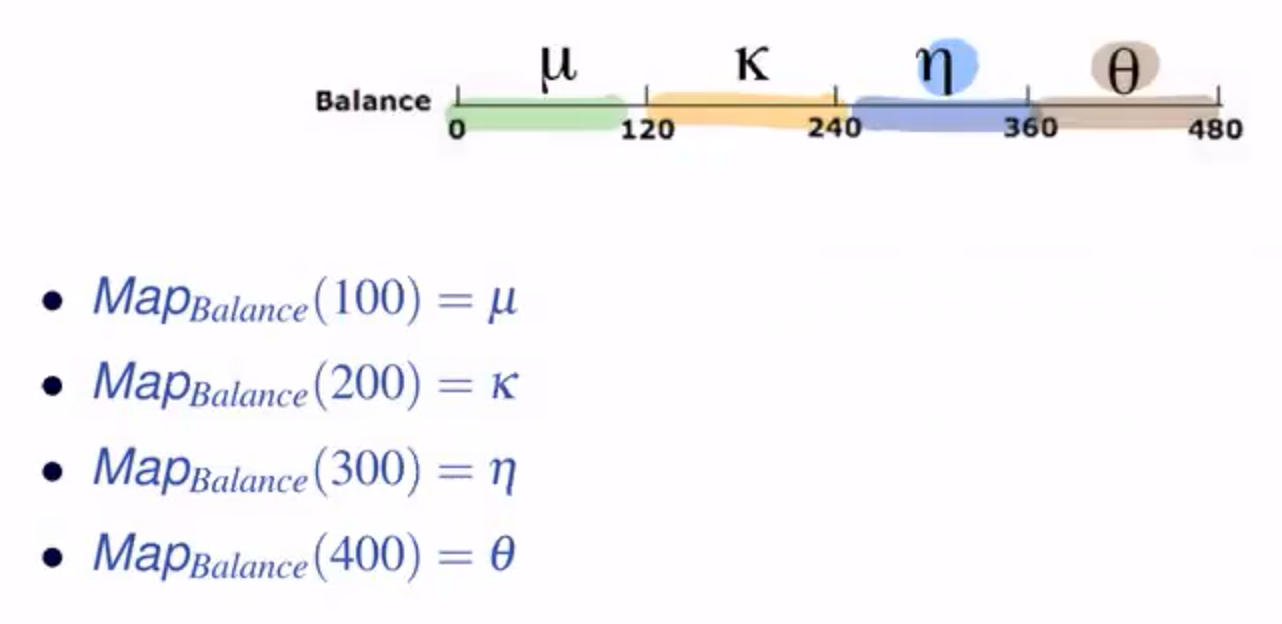 μ κ η θ
Balance
0 120 240 360 480
• Map_Balance(100) = μ
• Map_Balance(200) = κ
• Map_Balance(300) = η
• Map_Balance(400) = θ